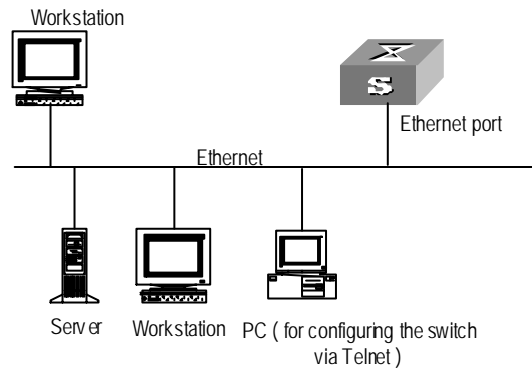 Workstation
S
Ethernet port
Ethernet
Server
Workstation
PC ( for configuring the switch
via Telnet )